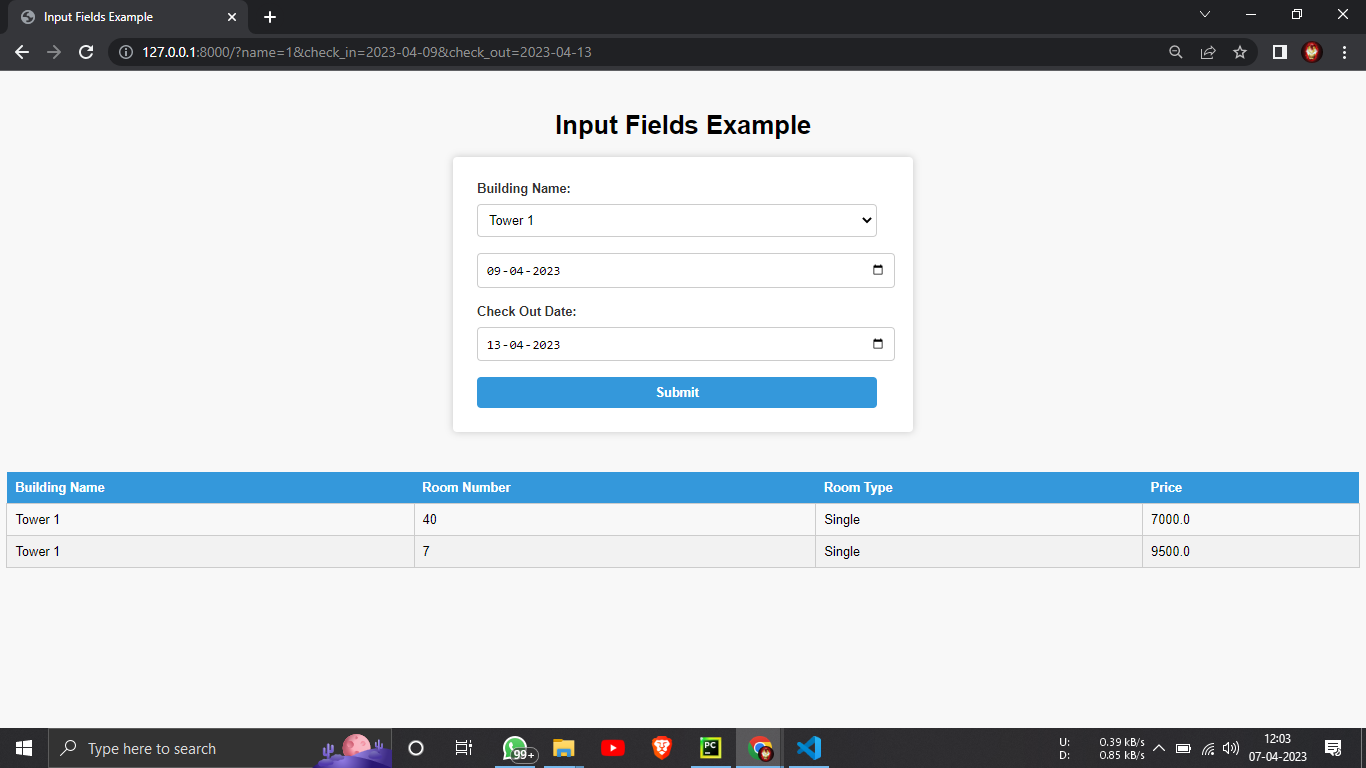 Input Fields Example
127.0.0.1:8000/?name=1&check_in=2023-04-09&check_out=2023-04-13
Input Fields Example
Building Name:
Tower 1
09-04-2023
Check Out Date:
13-04-2023
Submit
Building Name Room Number Room Type Price
Tower 1 40 Single 7000.0
Tower 1 7 Single 9500.0
Type here to search
99+
PC
U: 0.39 kB/s
D: 0.85 kB/s
12:03
07-04-2023